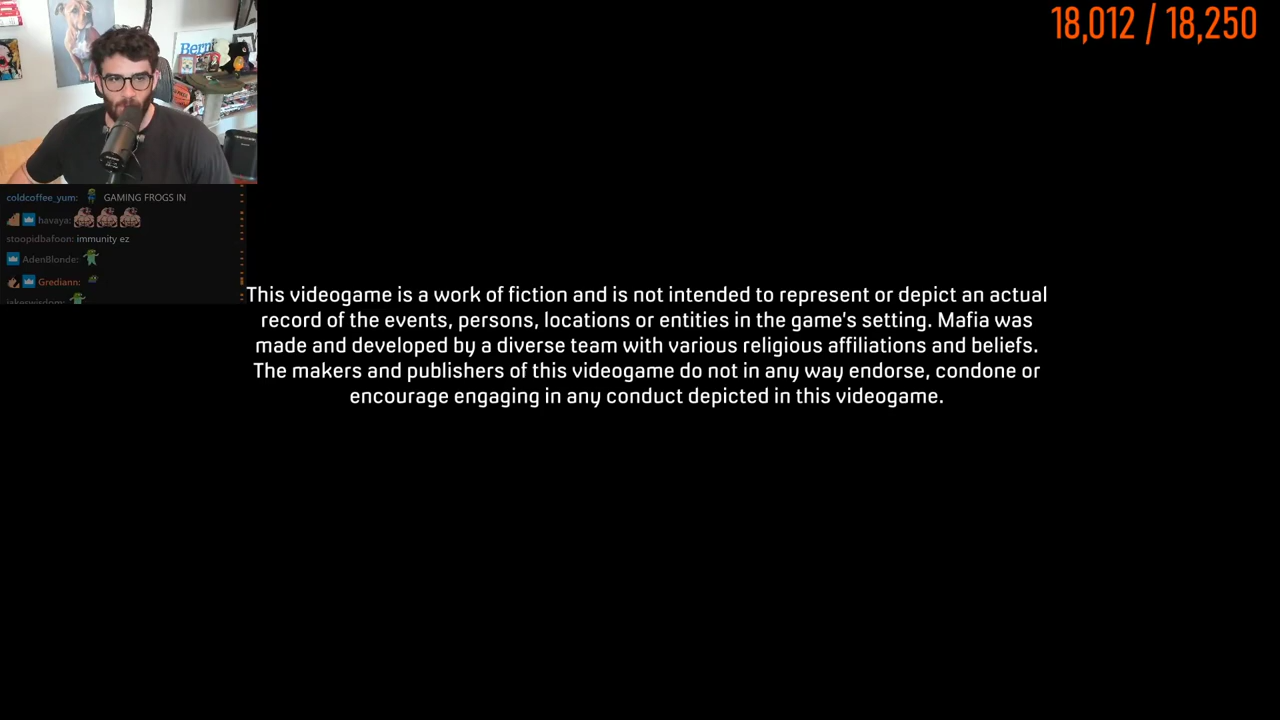 18,012 / 18,250
Bern
coldcoffee_yum: GAMING FROGS IN
havaya:
stoopidbafoon: immunity ez
AdenBlonde:
Grediann:
jakeswisdom:
This videogame is a work of fiction and is not intended to represent or depict an actual
record of the events, persons, locations or entities in the game's setting. Mafia was
made and developed by a diverse team with various religious affiliations and beliefs.
The makers and publishers of this videogame do not in any way endorse, condone or
encourage engaging in any conduct depicted in this videogame.